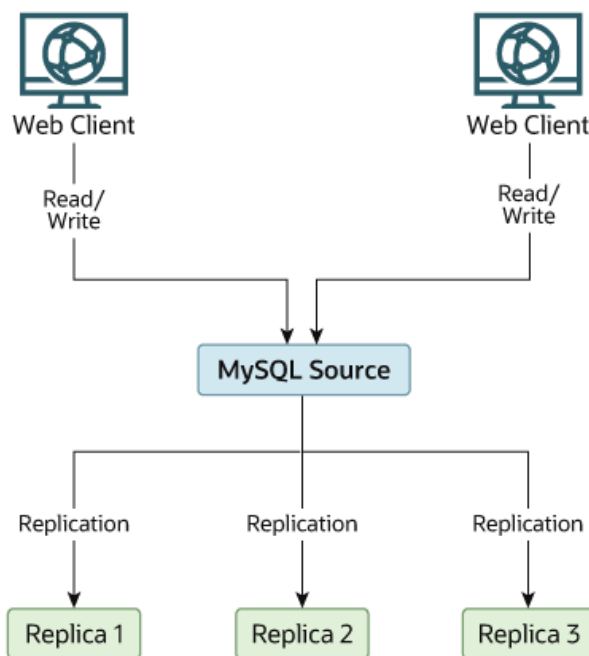 Web Client
Web Client
Read/
Write
Read/
Write
MySQL Source
Replication
Replication
Replication
Replica 1
Replica 2
Replica 3